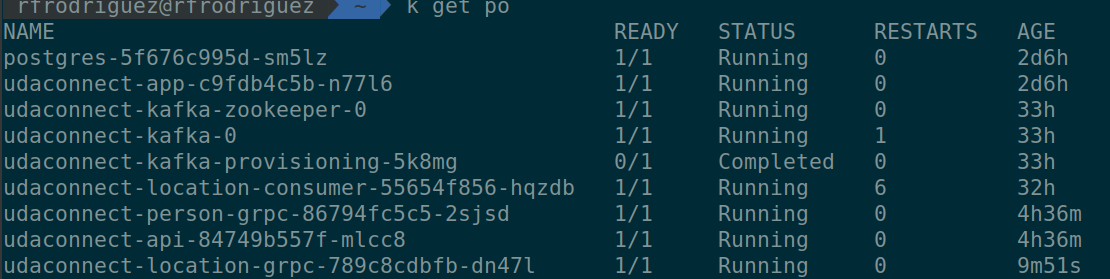 rfrodriguez@rfrodriguez ~ k get po
NAME READY STATUS RESTARTS AGE
postgres-5f676c995d-sm5lz 1/1 Running 0 2d6h
udaconnect-app-c9fdb4c5b-n77l6 1/1 Running 0 2d6h
udaconnect-kafka-zookeeper-0 1/1 Running 0 33h
udaconnect-kafka-0 1/1 Running 1 33h
udaconnect-kafka-provisioning-5k8mg 0/1 Completed 0 33h
udaconnect-location-consumer-55654f856-hqzdb 1/1 Running 6 32h
udaconnect-person-grpc-86794fc5c5-2sjsd 1/1 Running 0 4h36m
udaconnect-api-84749b557f-mlcc8 1/1 Running 0 4h36m
udaconnect-location-grpc-789c8cdbfb-dn47l 1/1 Running 0 9m51s